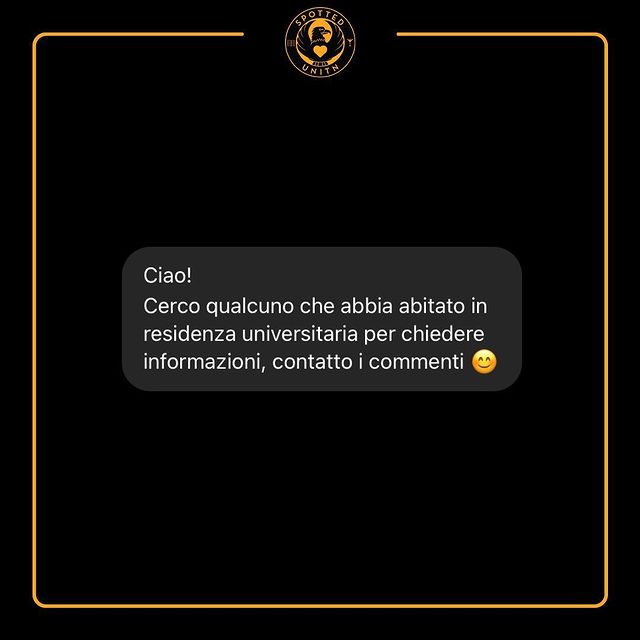 SPOTTED
UNITN
Ciao!
Cerco qualcuno che abbia abitato in
residenza universitaria per chiedere
informazioni, contatto i commenti 😊